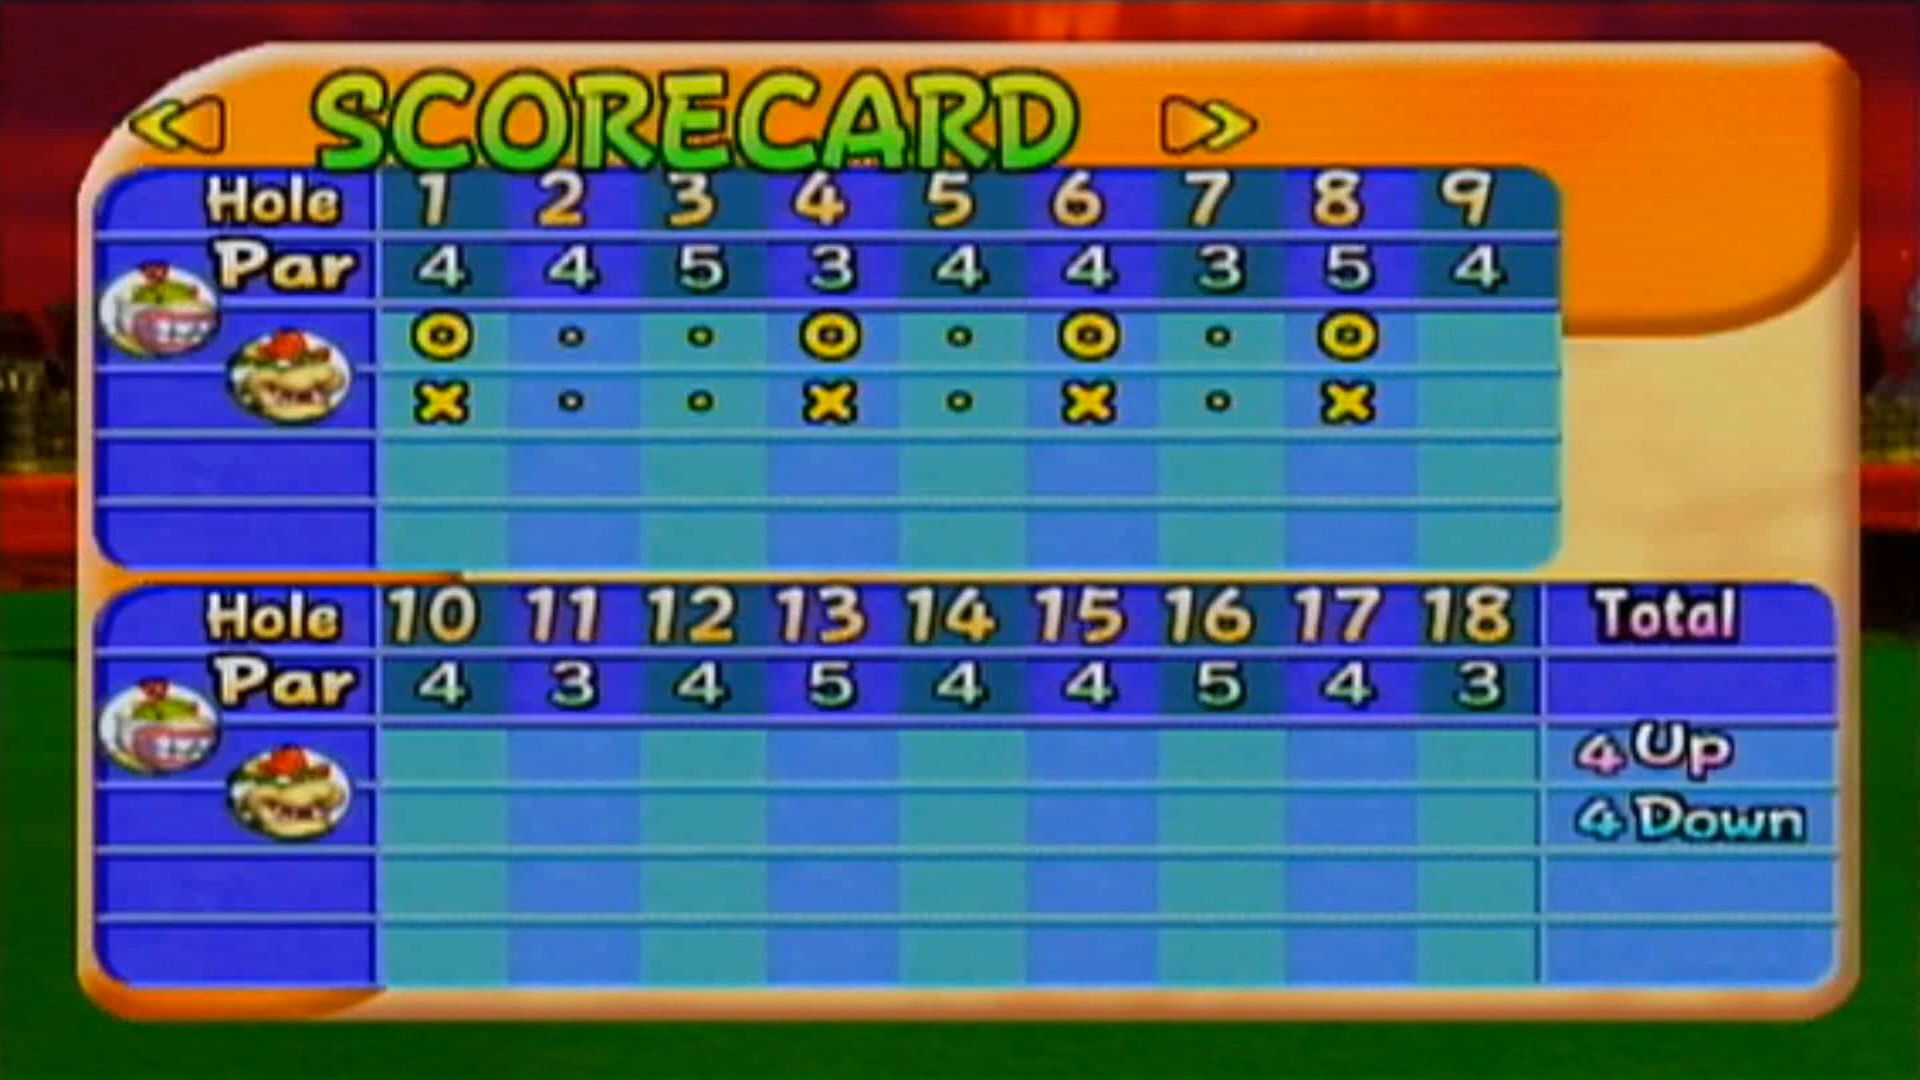 SCORECARD
Hole 1 2 3 4 5 6 7 8 9
Par 4 4 5 3 4 4 3 5 4
Hole 10 11 12 13 14 15 16 17 18 Total
Par 4 3 4 5 4 4 5 4 3
4 Up
4 Down